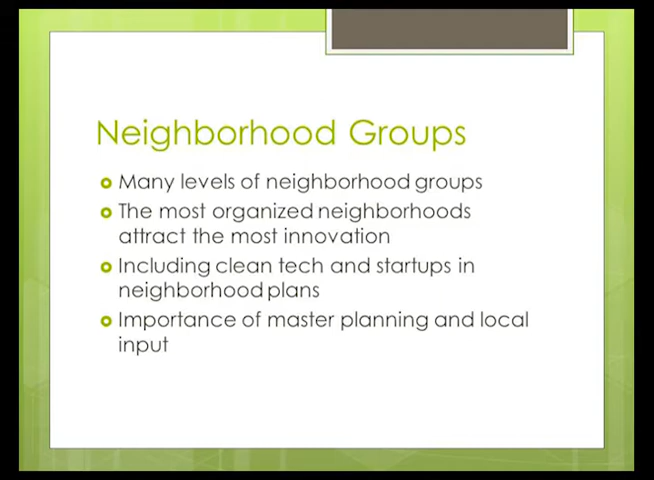 Neighborhood Groups
Many levels of neighborhood groups
The most organized neighborhoods
attract the most innovation
Including clean tech and startups in
neighborhood plans
Importance of master planning and local
input